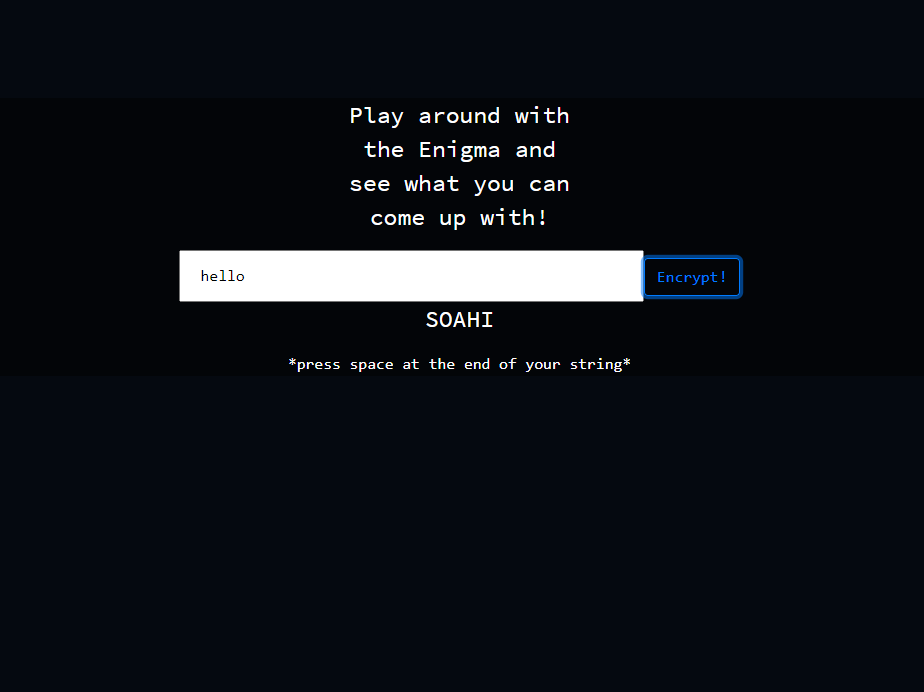 Play around with
the Enigma and
see what you can
come up with!
hello
Encrypt!
SOAHI
*press space at the end of your string*